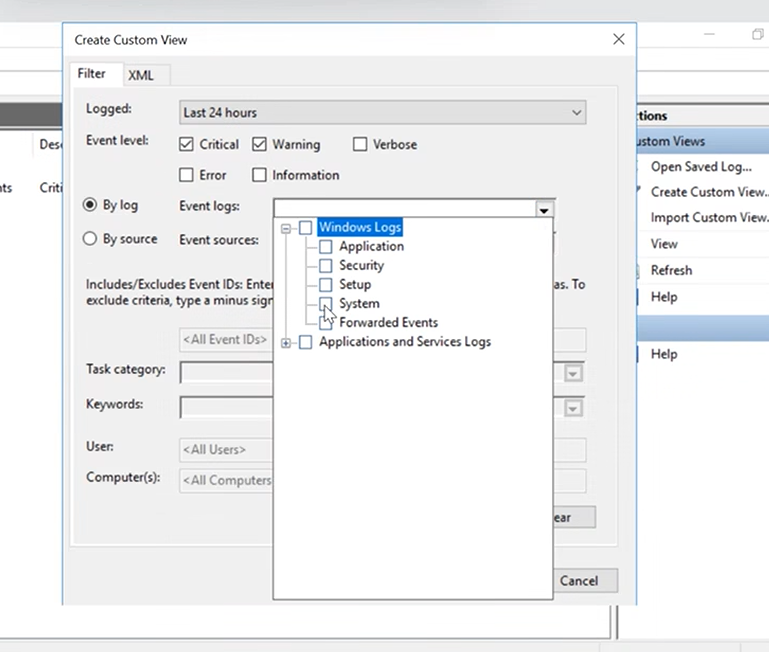 Create Custom View
Filter
XML
Logged:
Last 24 hours
Event level:
Critical
Warning
Verbose
Error
Information
By log
Event logs:
By source
Event sources:
Windows Logs
Application
Security
Setup
System
Forwarded Events
Applications and Services Logs
Includes/Excludes Event IDs: Enter
as. To
exclude criteria, type a minus sign
<All Event IDs>
Task category:
Keywords:
User:
<All Users>
Computer(s):
<All Computers
ear
Cancel
Des
nts
Criti
tions
ustom Views
Open Saved Log...
Create Custom View..
Import Custom View..
View
Refresh
Help
Help